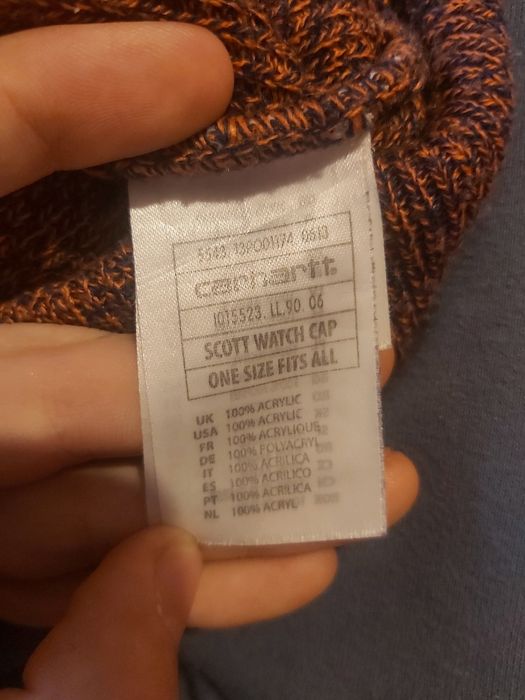 carhartt
I015523.LL.90.06
SCOTT WATCH CAP
ONE SIZE FITS ALL
UK 100% ACRYLIC
USA 100% ACRYLIC
FR 100% ACRYLIQUE
DE 100% POLYACRYL
IT 100% ACRILICA
ES 100% ACRILICO
PT 100% ACRILICA
NL 100% ACRYL